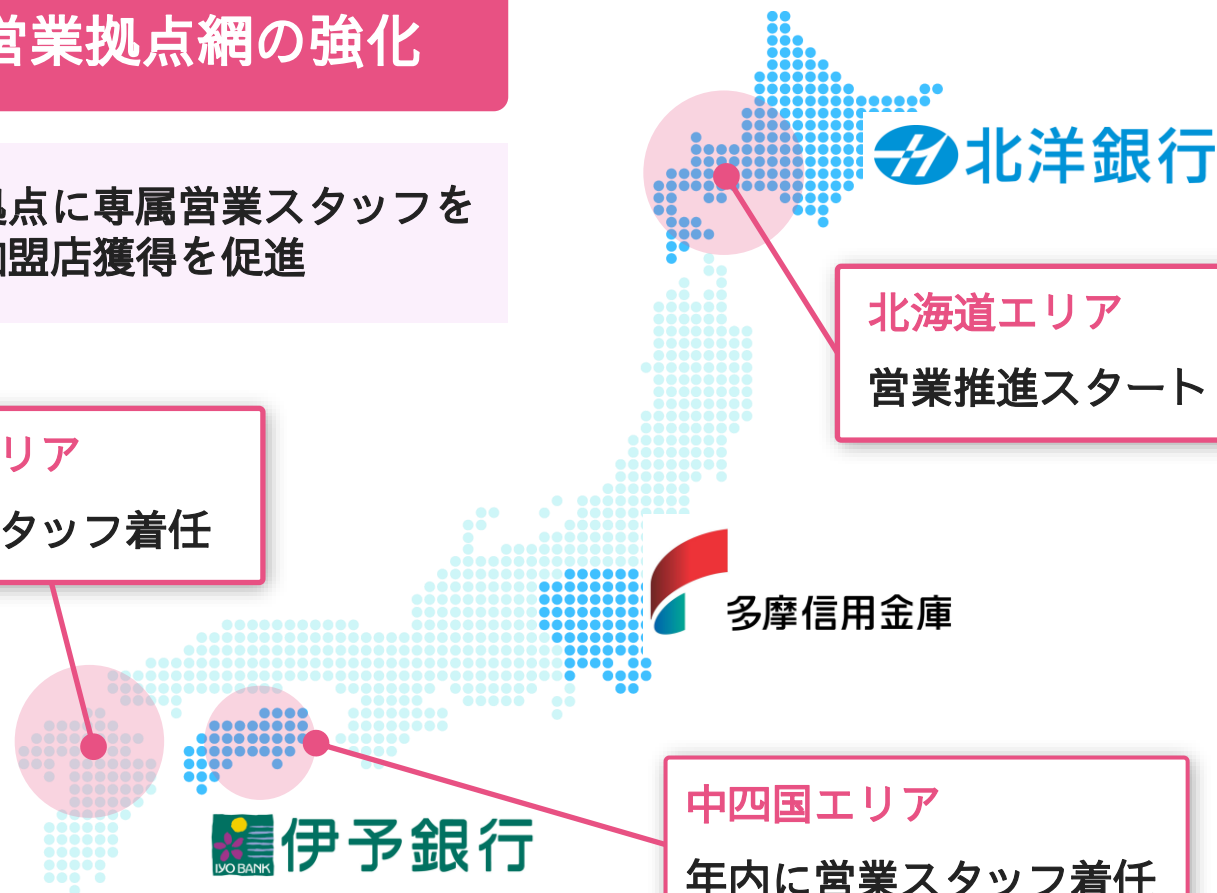 営業拠点網の強化
拠点に専属営業スタッフを
加盟店獲得を促進
北洋銀行
北海道エリア
営業推進スタート
リア
タッフ着任
多摩信用金庫
IYO BANK
伊予銀行
中四国エリア
年内に営業スタッフ着任